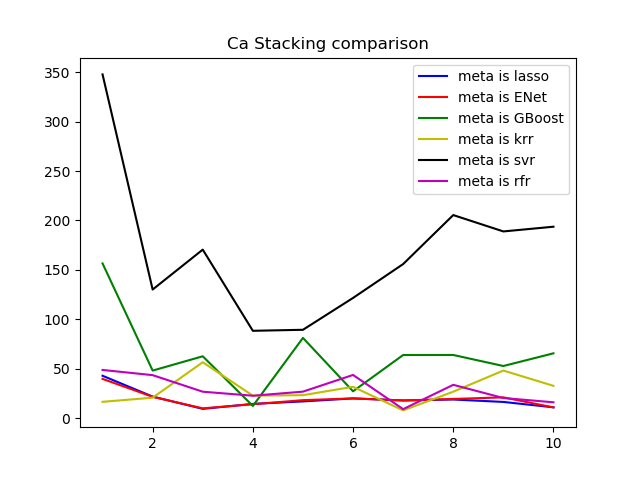 Ca Stacking comparison
350
300
250
200
150
100
50
0
2
4
6
8
10
meta is lasso
meta is ENet
meta is GBoost
meta is krr
meta is svr
meta is rfr